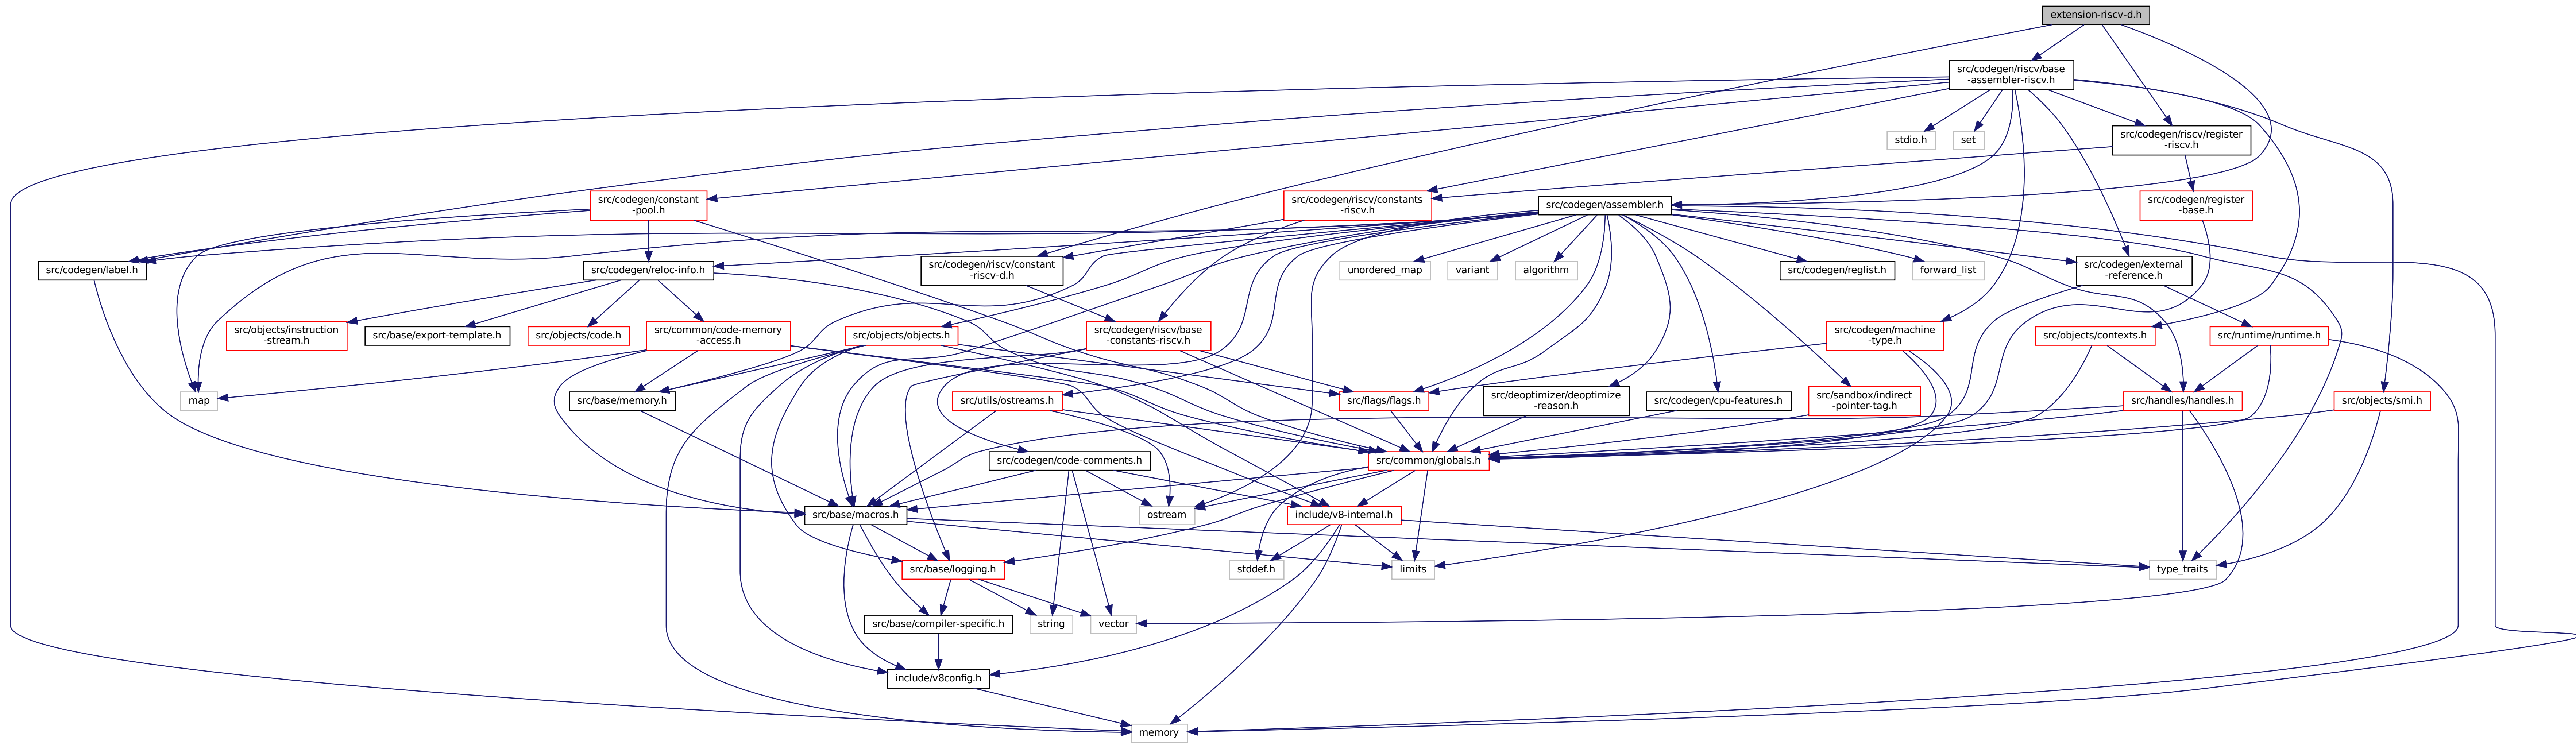 extension-riscv-d.h
src/codegen/riscv/base
-assembler-riscv.h
stdio.h
set
src/codegen/riscv/register
-riscv.h
src/codegen/constant
-pool.h
src/codegen/riscv/constants
-riscv.h
src/codegen/assembler.h
src/codegen/register
-base.h
src/codegen/label.h
src/codegen/reloc-info.h
src/codegen/riscv/constant
-riscv-d.h
unordered_map
variant
algorithm
src/codegen/reglist.h
forward_list
src/codegen/external
-reference.h
src/objects/instruction
-stream.h
src/base/export-template.h
src/objects/code.h
src/common/code-memory
-access.h
src/objects/objects.h
src/codegen/riscv/base
-constants-riscv.h
src/codegen/machine
-type.h
src/objects/contexts.h
src/runtime/runtime.h
map
src/base/memory.h
src/utils/ostreams.h
src/flags/flags.h
src/deoptimizer/deoptimize
-reason.h
src/codegen/cpu-features.h
src/sandbox/indirect
-pointer-tag.h
src/handles/handles.h
src/objects/smi.h
src/codegen/code-comments.h
src/common/globals.h
src/base/macros.h
ostream
include/v8-internal.h
src/base/logging.h
stddef.h
limits
type_traits
src/base/compiler-specific.h
string
vector
include/v8config.h
memory